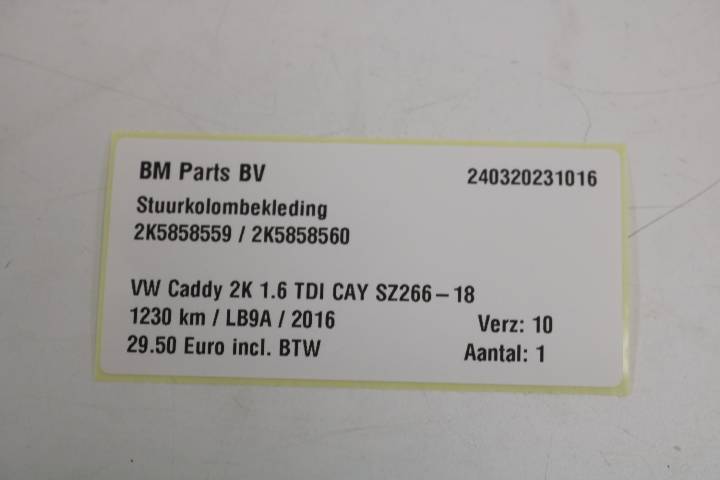 BM Parts BV 240320231016
Stuurkolombekleding
2K5858559 / 2K5858560
VW Caddy 2K 1.6 TDI CAY SZ266-18
1230 km / LB9A / 2016 Verz: 10
29.50 Euro incl. BTW Aantal: 1